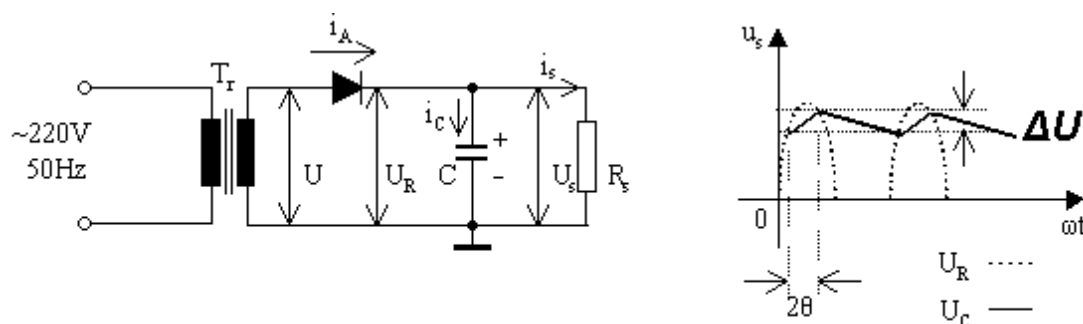 ~220V
50Hz
Tr
iA
U
UR
iC
C
+
-
is
Us
Rs
us
ΔU
0
ωt
2θ
UR
UC